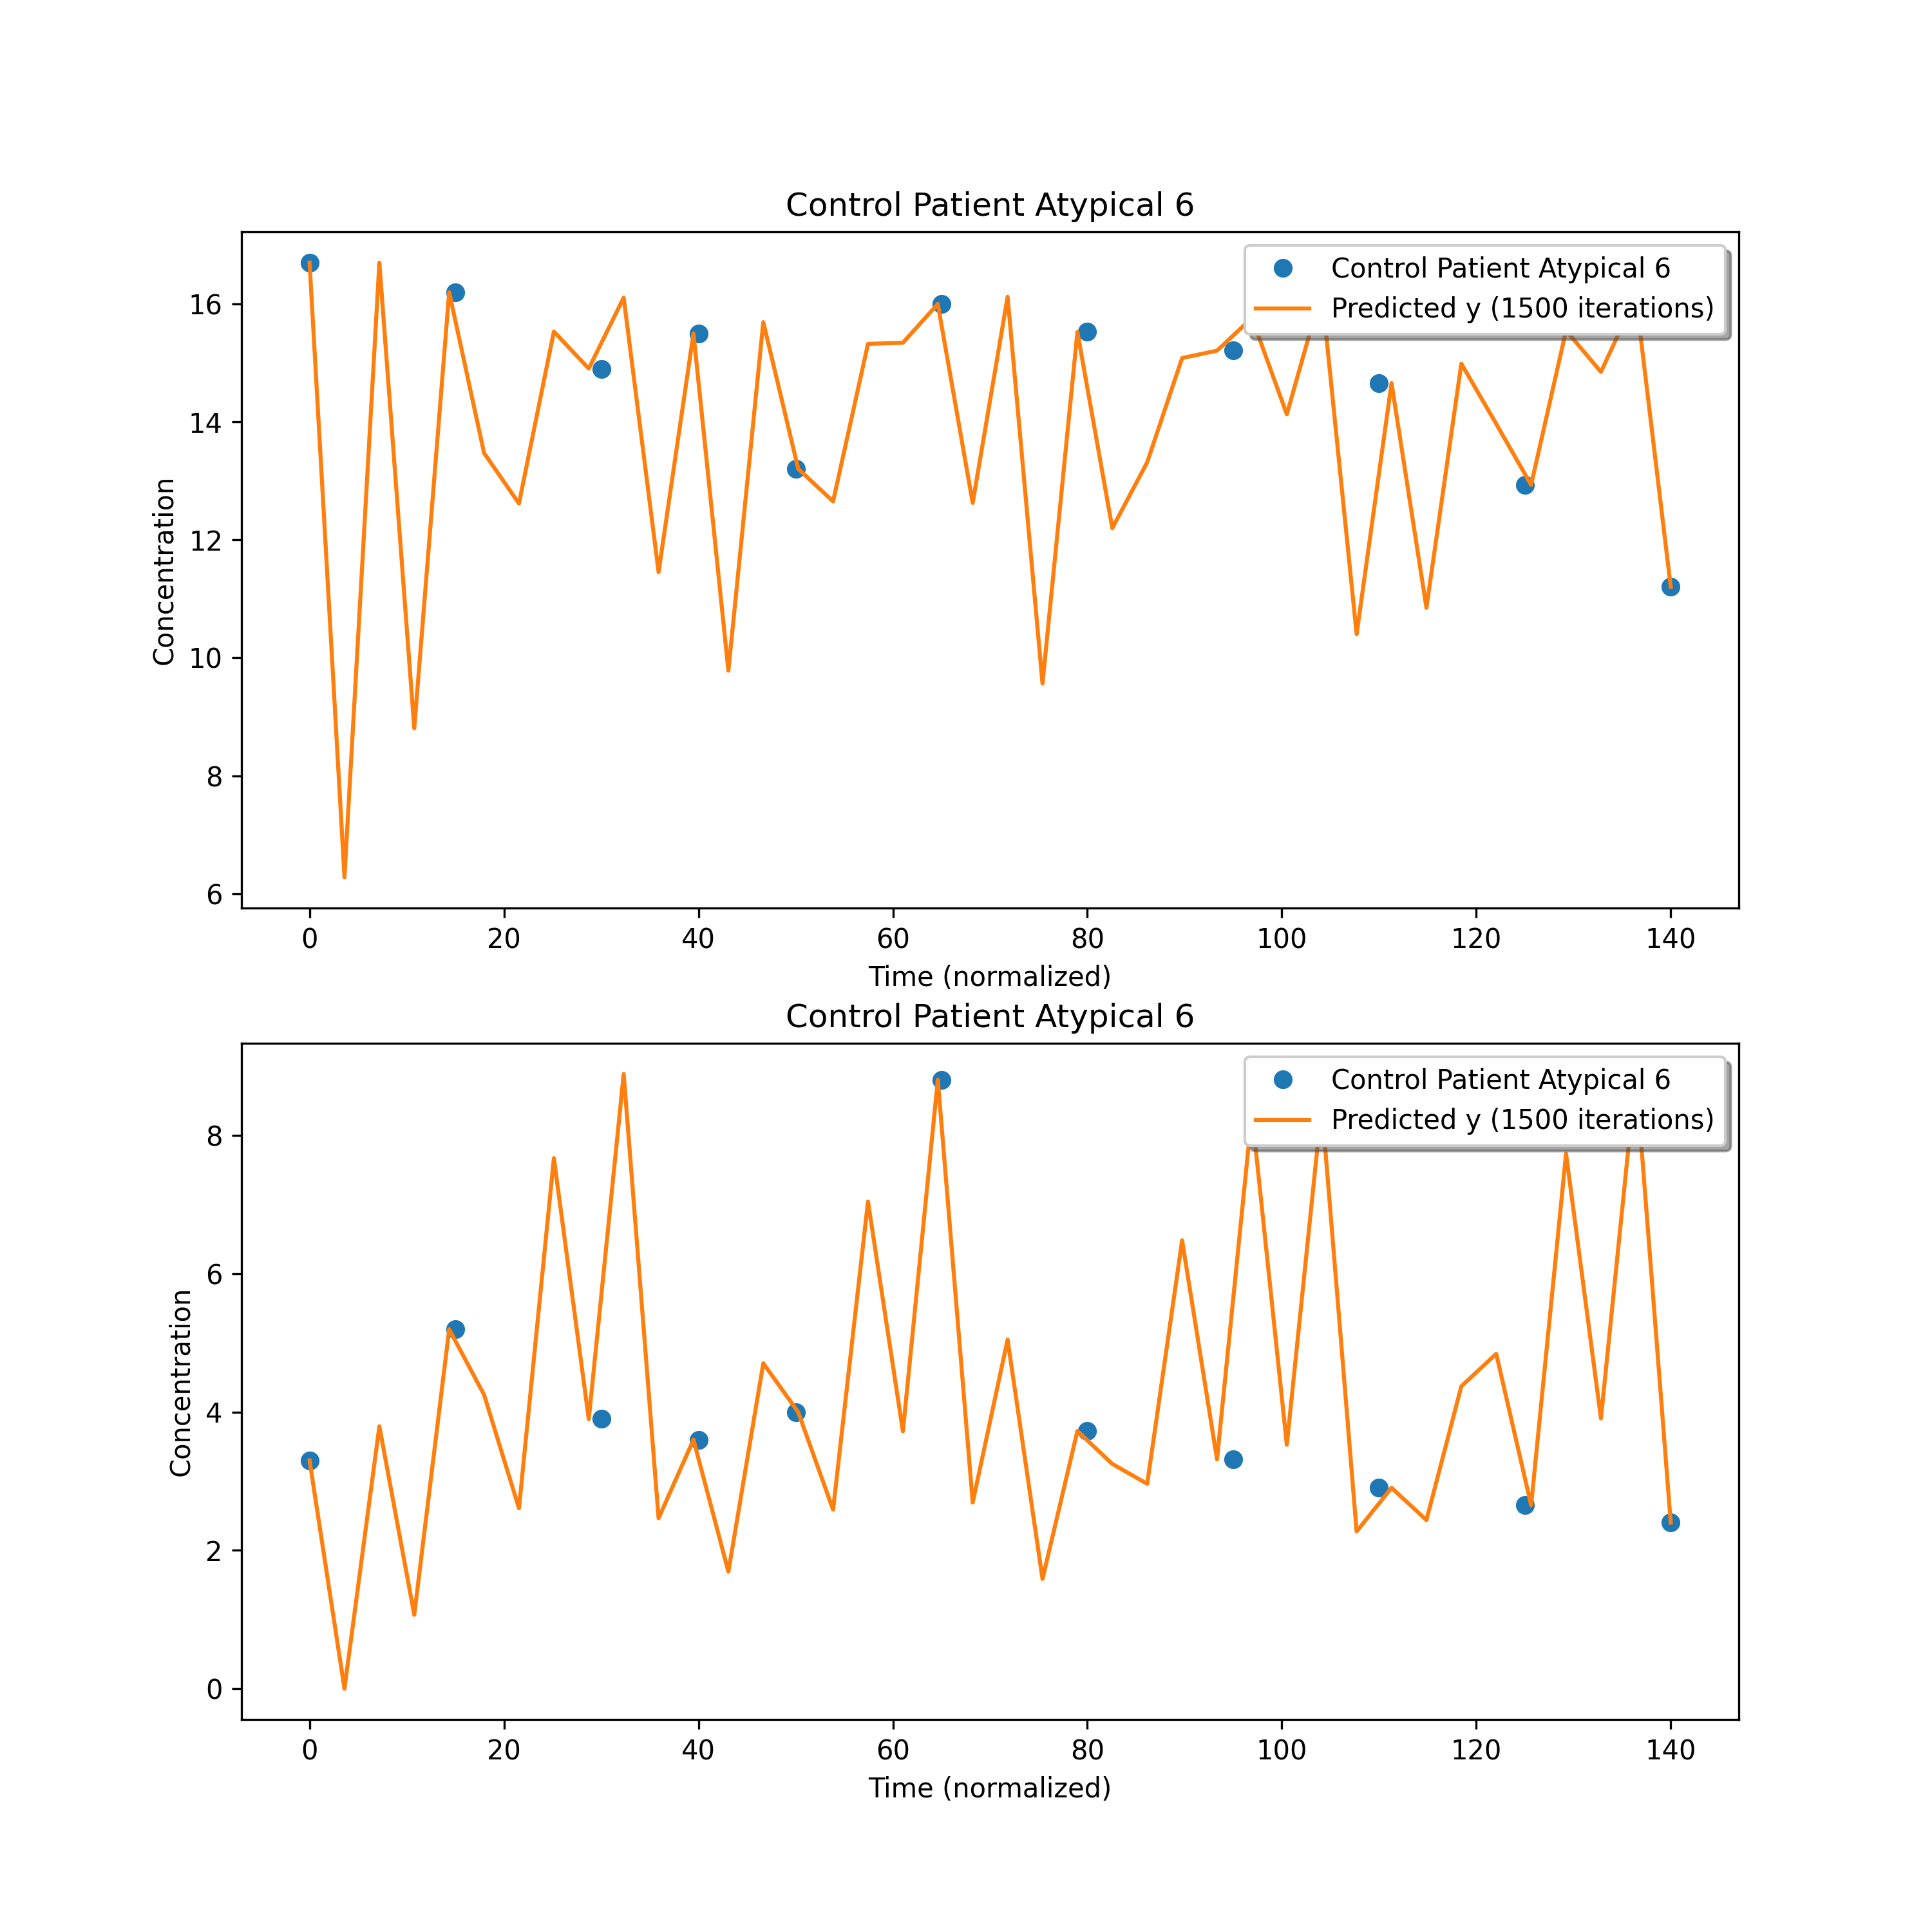 Control Patient Atypical 6
Control Patient Atypical 6
Predicted y (1500 iterations)
16
14
12
10
8
6
Concentration
0 20 40 60 80 100 120 140
Time (normalized)
Control Patient Atypical 6
Control Patient Atypical 6
Predicted y (1500 iterations)
8
6
4
2
0
Concentration
0 20 40 60 80 100 120 140
Time (normalized)